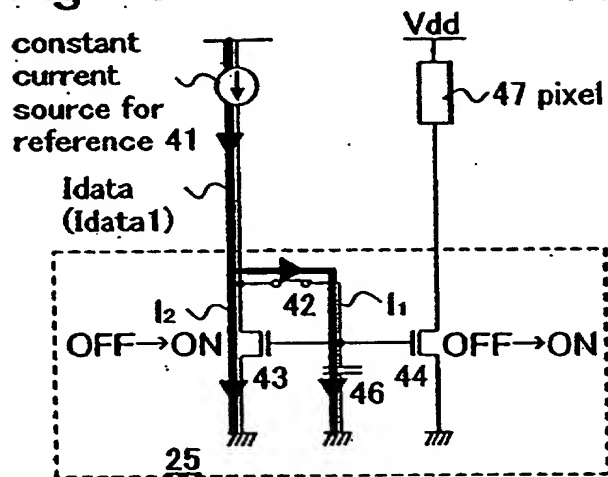 constant
current
source for
reference 41
Vdd
47 pixel
Idata
(Idata1)
I2
42
I1
OFF→ON
43
46
44
OFF→ON
25